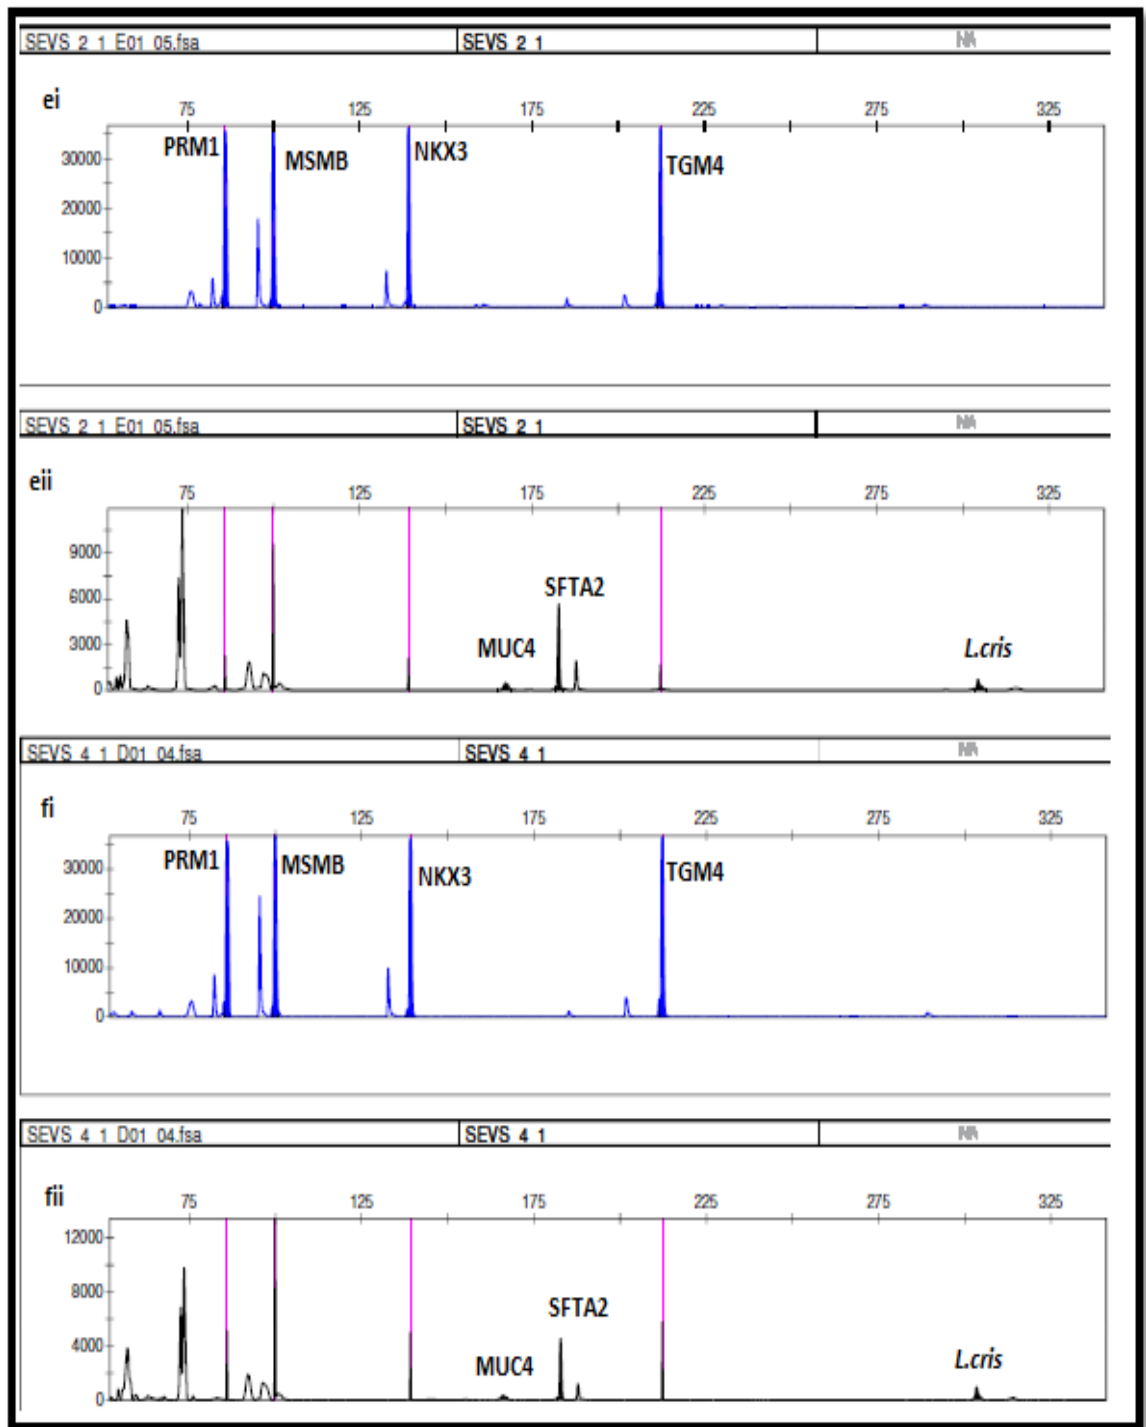 SEVS 2 1 E01 05.fsa SEVS 2 1 NA
ei
75 125 175 225 275 325
PRM1 MSMB NKX3 TGM4
30000
20000
10000
0
SEVS 2 1 E01 05.fsa SEVS 2 1 NA
eii
75 125 175 225 275 325
9000
6000
3000
0
MUC4 SFTA2 L.cris
SEVS 4 1 D01 04.fsa SEVS 4 1 NA
fi
75 125 175 225 275 325
PRM1 MSMB NKX3 TGM4
30000
20000
10000
0
SEVS 4 1 D01 04.fsa SEVS 4 1 NA
fii
75 125 175 225 275 325
12000
8000
4000
0
MUC4 SFTA2 L.cris